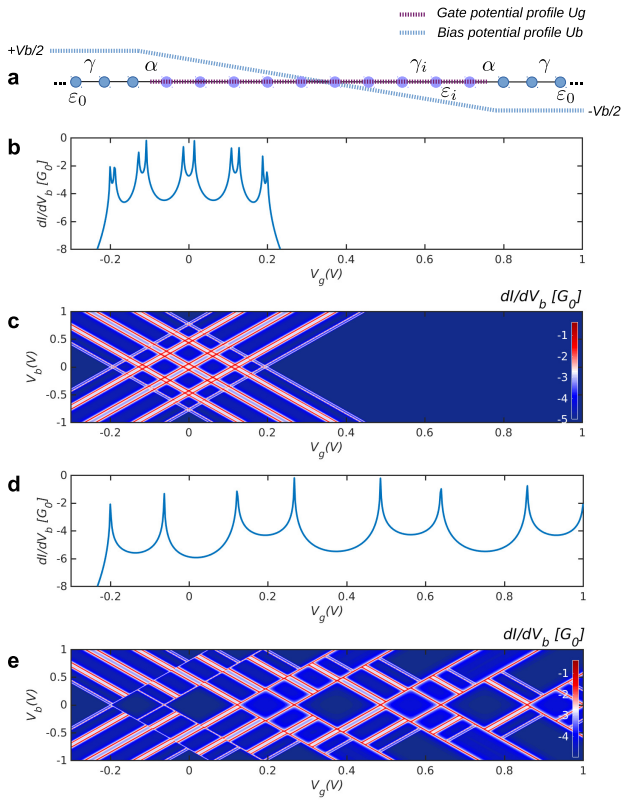 Gate potential profile Ug
Bias potential profile Ub
+Vb/2
γ α γi α γ
a
ε0 εi ε0
-Vb/2
b
dI/dVb [G0]
0
-2
-4
-6
-8
-0.2 0 0.2 0.4 0.6 0.8 1
Vg(V)
dI/dVb [G0]
c
Vb(V)
1
0.5
0
-0.5
-1
-1
-2
-3
-4
-5
-0.2 0 0.2 0.4 0.6 0.8 1
Vg(V)
d
dI/dVb [G0]
0
-2
-4
-6
-8
-0.2 0 0.2 0.4 0.6 0.8 1
Vg(V)
dI/dVb [G0]
e
Vb(V)
1
0.5
0
-0.5
-1
-1
-2
-3
-4
-0.2 0 0.2 0.4 0.6 0.8 1
Vg(V)